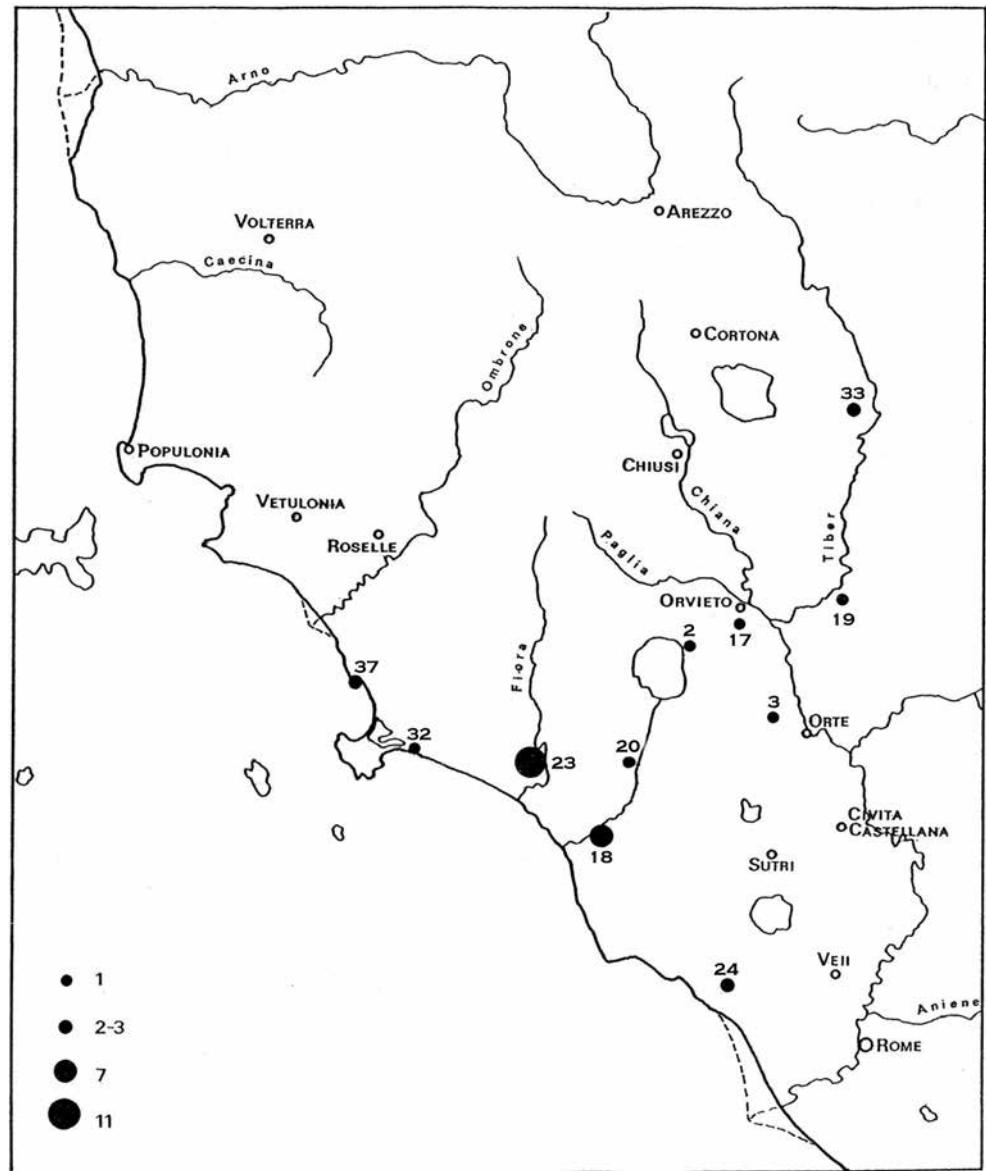 Arno
VOLTERRA
AREZZO
Caecina
CORTONA
Ombrone
33
POPULONIA
CHIUSI
Chiana
VETULONIA
ROSELLE
Tiber
Paglia
ORVIETO
19
17
2
Fiora
37
3
ORTE
32
23
20
CIVITA
CASTELLANA
18
SUTRI
24
VEII
1
Aniene
2-3
ROME
7
11